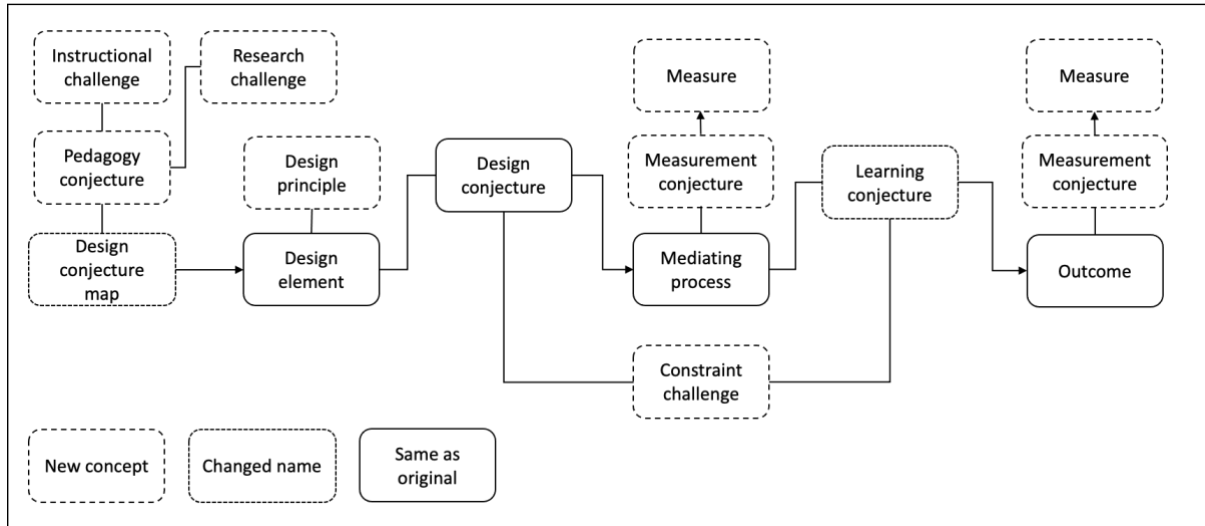 Instructional
challenge
Research
challenge
Measure
Measure
Pedagogy
conjecture
Design
principle
Design
conjecture
Measurement
conjecture
Learning
conjecture
Measurement
conjecture
Design
conjecture
map
Design
element
Mediating
process
Outcome
Constraint
challenge
New concept
Changed name
Same as
original